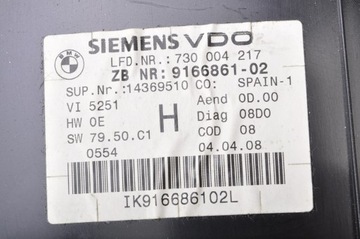 BMW
SIEMENS VDO
LFD.NR.:730 004 217
ZB NR:9166861-02
SUP.Nr:14369510 CO: SPAIN-1
VI 5251 Aend 0D.00
HW 0E H Diag 08D0
SW 79.50.C1 COD 08
0554 04.04.08
IK916686102L